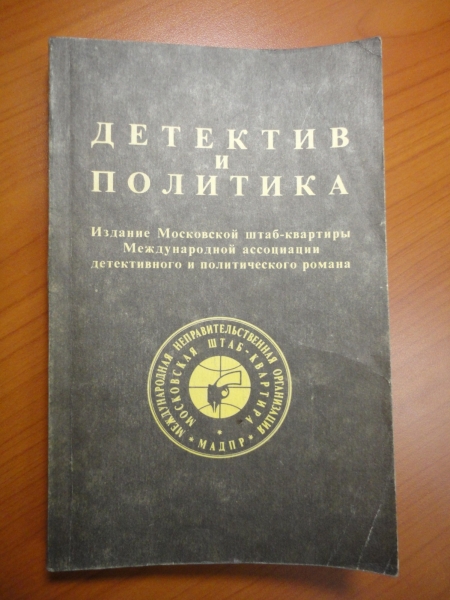 ДЕТЕКТИВ
И
ПОЛИТИКА
Издание Московской штаб-квартиры
Международной ассоциации
детективного и политического романа
МЕЖДУНАРОДНАЯ НЕПРАВИТЕЛЬСТВЕННАЯ ОРГАНИЗАЦИЯ
МОСКОВСКАЯ ШТАБ-КВАРТИРА
* МАДПР *